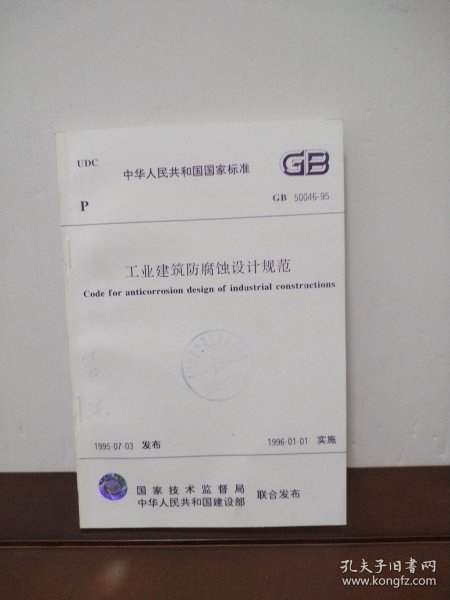 UDC
中华人民共和国国家标准
GB
P
GB 50046-95
工业建筑防腐蚀设计规范
Code for anticorrosion design of industrial constructions
1995-07-03 发布
1996-01-01 实施
国家技术监督局
中华人民共和国建设部
联合发布
孔夫子旧书网
www.kongfz.com